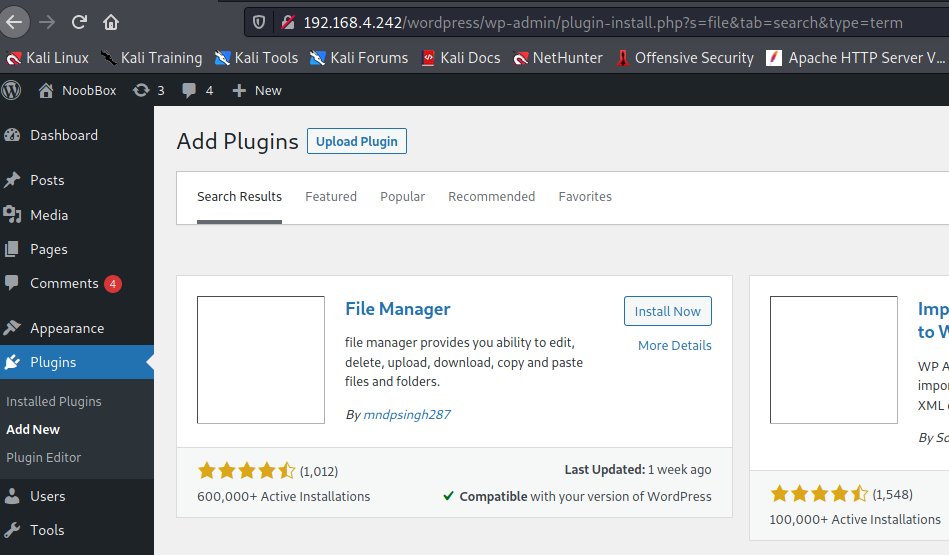 192.168.4.242/wordpress/wp-admin/plugin-install.php?s=file&tab=search&type=term
Kali Linux Kali Training Kali Tools Kali Forums Kali Docs NetHunter Offensive Security Apache HTTP Server V...
NoobBox 3 4 New
Dashboard
Posts
Media
Pages
Comments 4
Appearance
Plugins
Installed Plugins
Add New
Plugin Editor
Users
Tools
Add Plugins Upload Plugin
Search Results Featured Popular Recommended Favorites
File Manager
Install Now
More Details
file manager provides you ability to edit,
delete, upload, download, copy and paste
files and folders.
By mndpsingh287
(1,012)
600,000+ Active Installations
Last Updated: 1 week ago
Compatible with your version of WordPress
Imp
to W
WP A
impor
XML
By So
(1,548)
100,000+ Active Installations